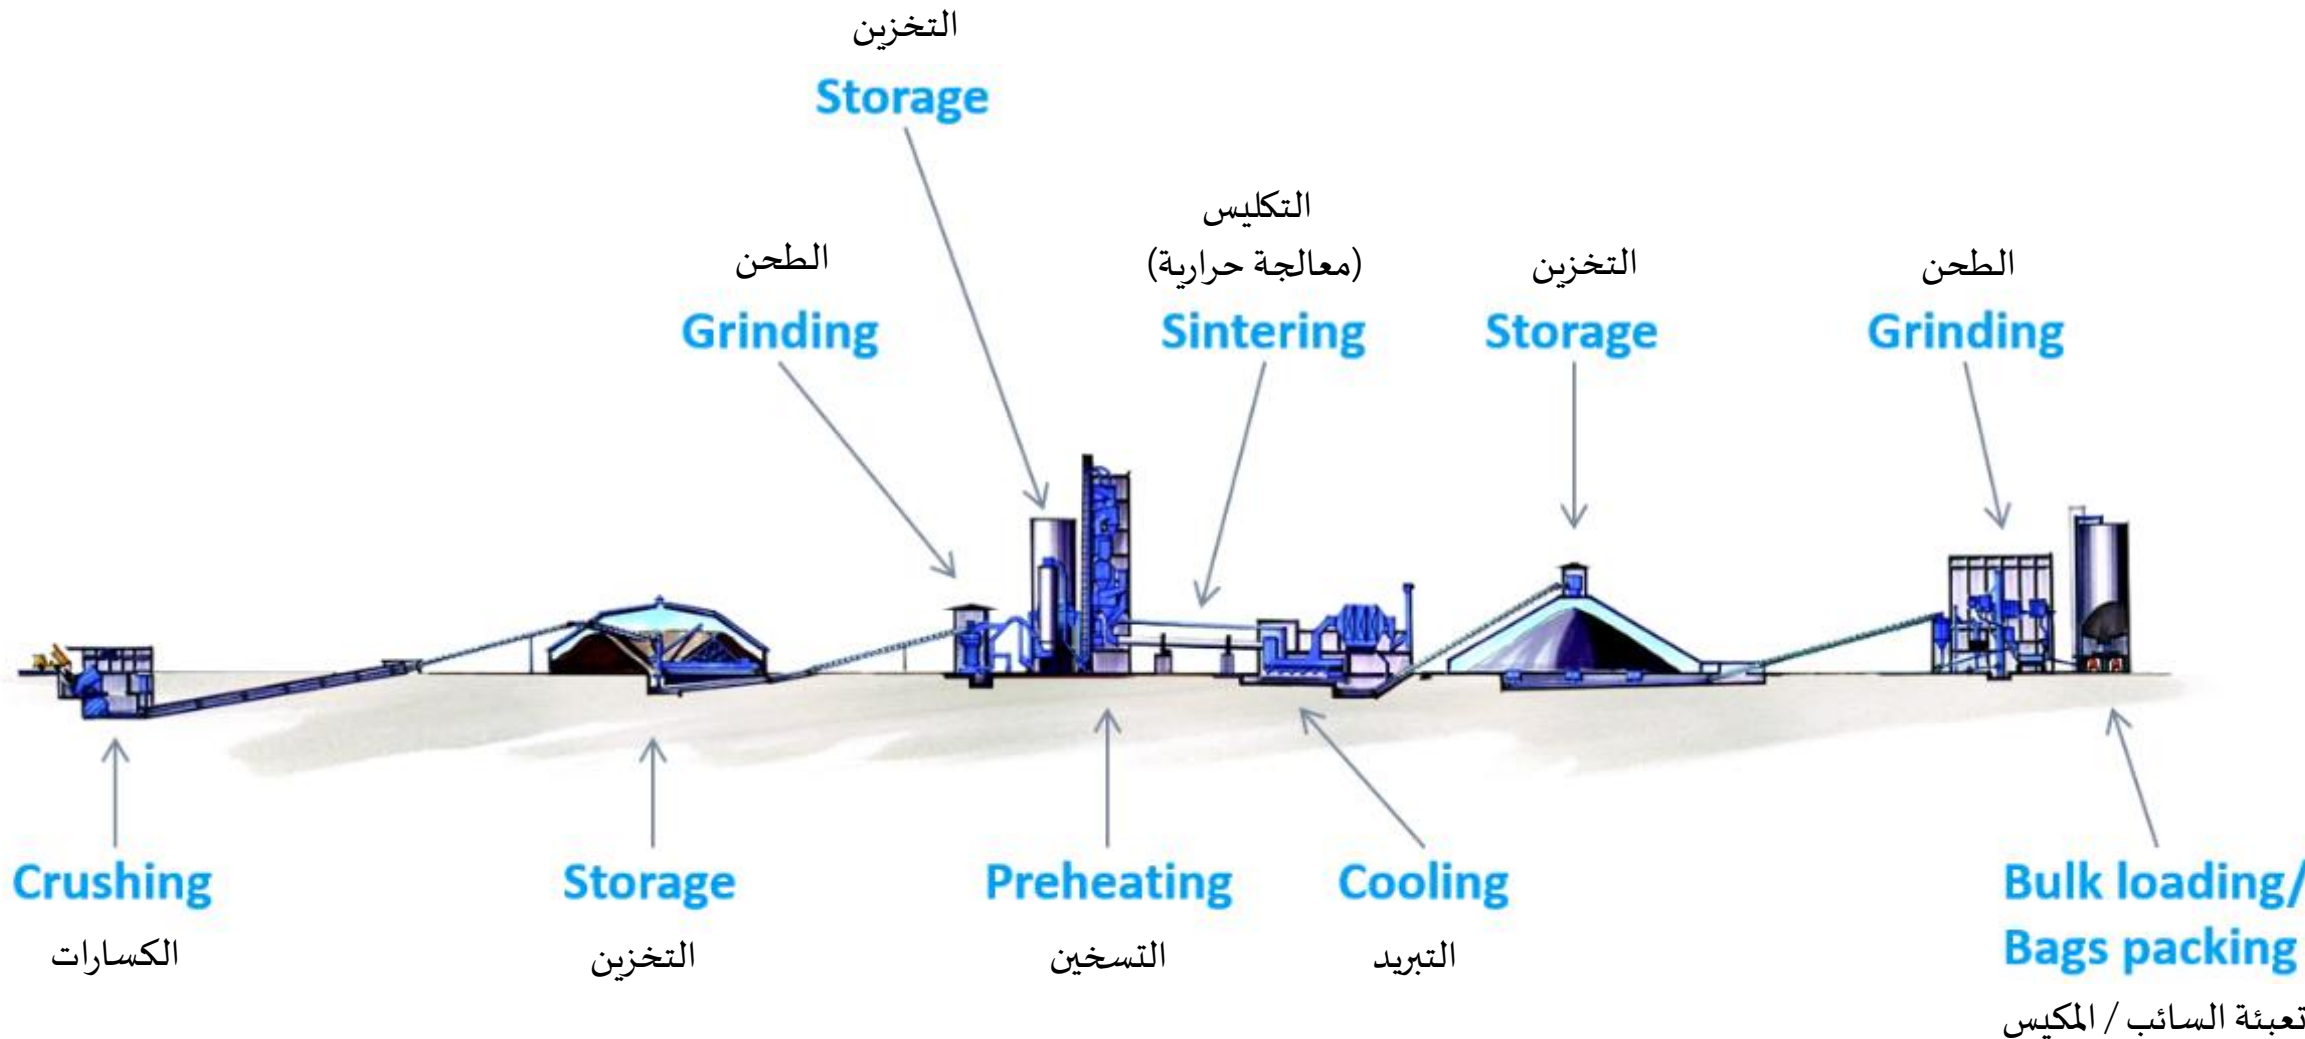 التخزين
Storage
التكليس
(معالجة حرارية)
Sintering
الطحن
Grinding
التخزين
Storage
الطحن
Grinding
Crushing
الكسارات
Storage
التخزين
Preheating
التسخين
Cooling
التبريد
Bulk loading/
Bags packing
تعبئة السائب / المكيس